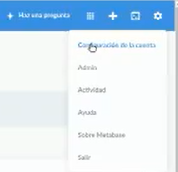 Haz una pregunta
Configuración de la cuenta
Admin
Actividad
Ayuda
Sobre Metabase
Salir